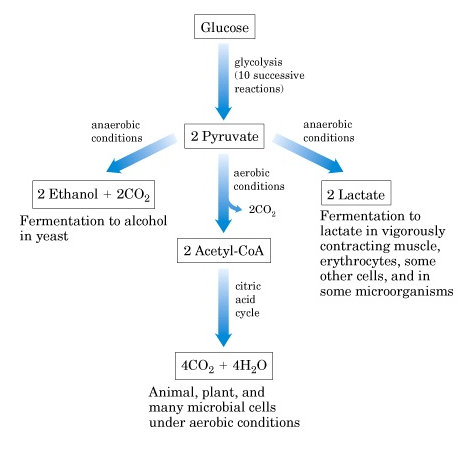 Glucose
glycolysis
(10 successive
reactions)
anaerobic
conditions
2 Pyruvate
anaerobic
conditions
2 Ethanol + 2CO₂
Fermentation to alcohol
in yeast
aerobic
conditions
2CO₂
2 Lactate
Fermentation to
lactate in vigorously
contracting muscle,
erythrocytes, some
other cells, and in
some microorganisms
2 Acetyl-CoA
citric
acid
cycle
4CO₂ + 4H₂O
Animal, plant, and
many microbial cells
under aerobic conditions